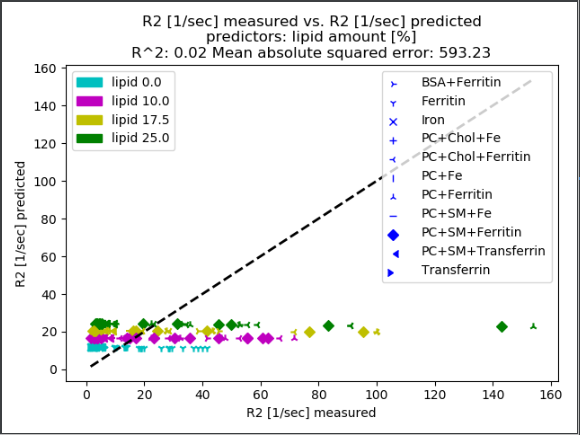 R2 [1/sec] measured vs. R2 [1/sec] predicted
predictors: lipid amount [%]
R^2: 0.02 Mean absolute squared error: 593.23
160
140
120
100
80
60
40
20
0
R2 [1/sec] predicted
lipid 0.0
lipid 10.0
lipid 17.5
lipid 25.0
BSA+Ferritin
Ferritin
Iron
PC+Chol+Fe
PC+Chol+Ferritin
PC+Fe
PC+Ferritin
PC+SM+Fe
PC+SM+Ferritin
PC+SM+Transferrin
Transferrin
0 20 40 60 80 100 120 140 160
R2 [1/sec] measured